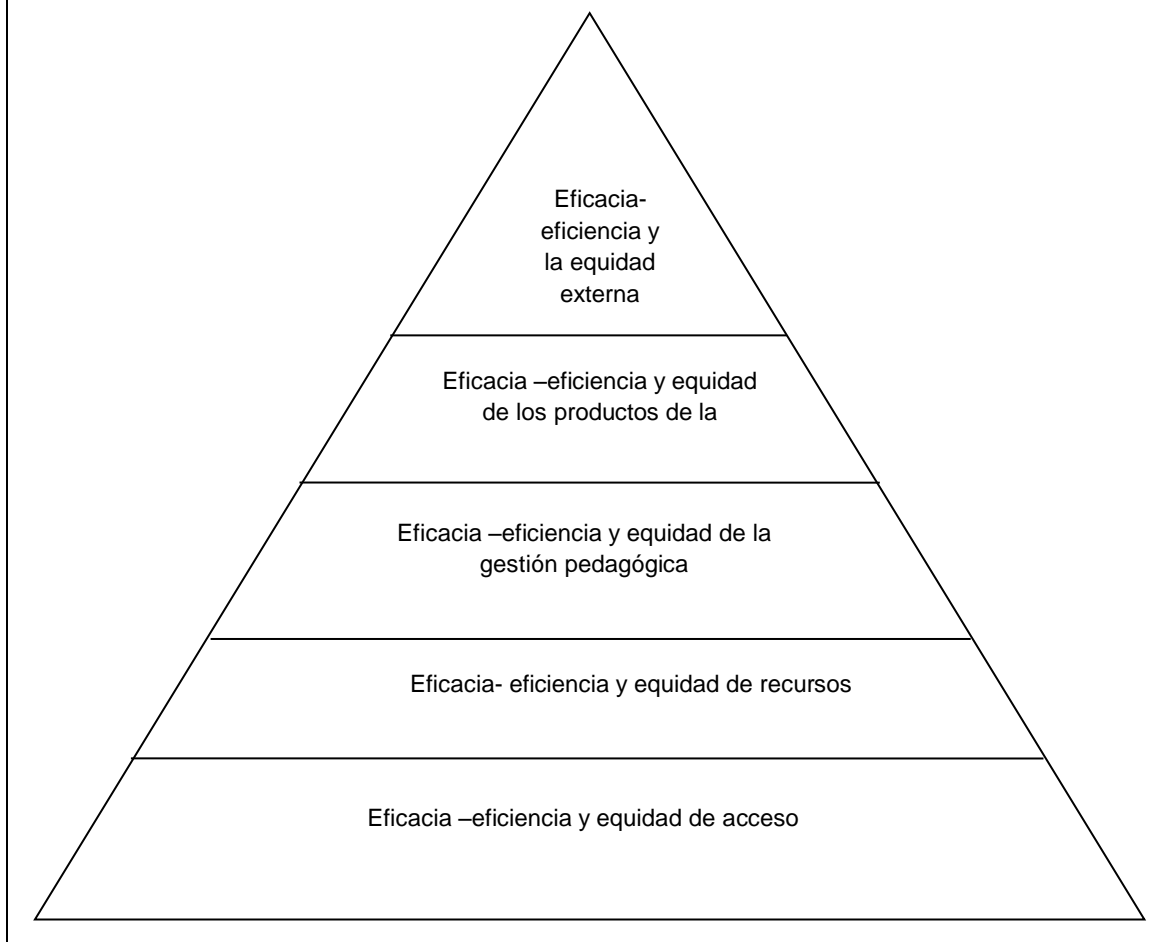 Eficacia-
eficiencia y
la equidad
externa
Eficacia –eficiencia y equidad
de los productos de la
Eficacia –eficiencia y equidad de la
gestión pedagógica
Eficacia- eficiencia y equidad de recursos
Eficacia –eficiencia y equidad de acceso